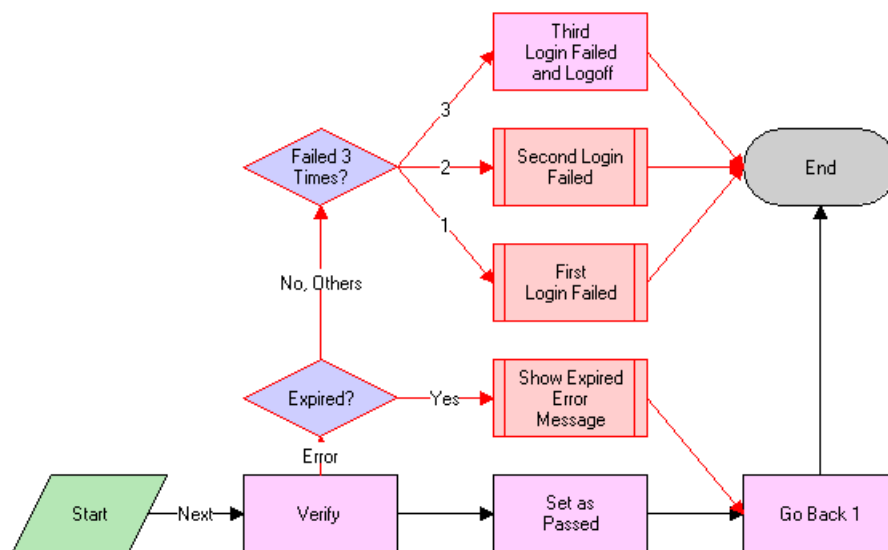 Third
Login Failed
and Logoff
3
Failed 3
Times?
2
Second Login
Failed
End
1
First
Login Failed
No, Others
Expired?
Yes
Show Expired
Error
Message
Error
Start
Next
Verify
Set as
Passed
Go Back 1